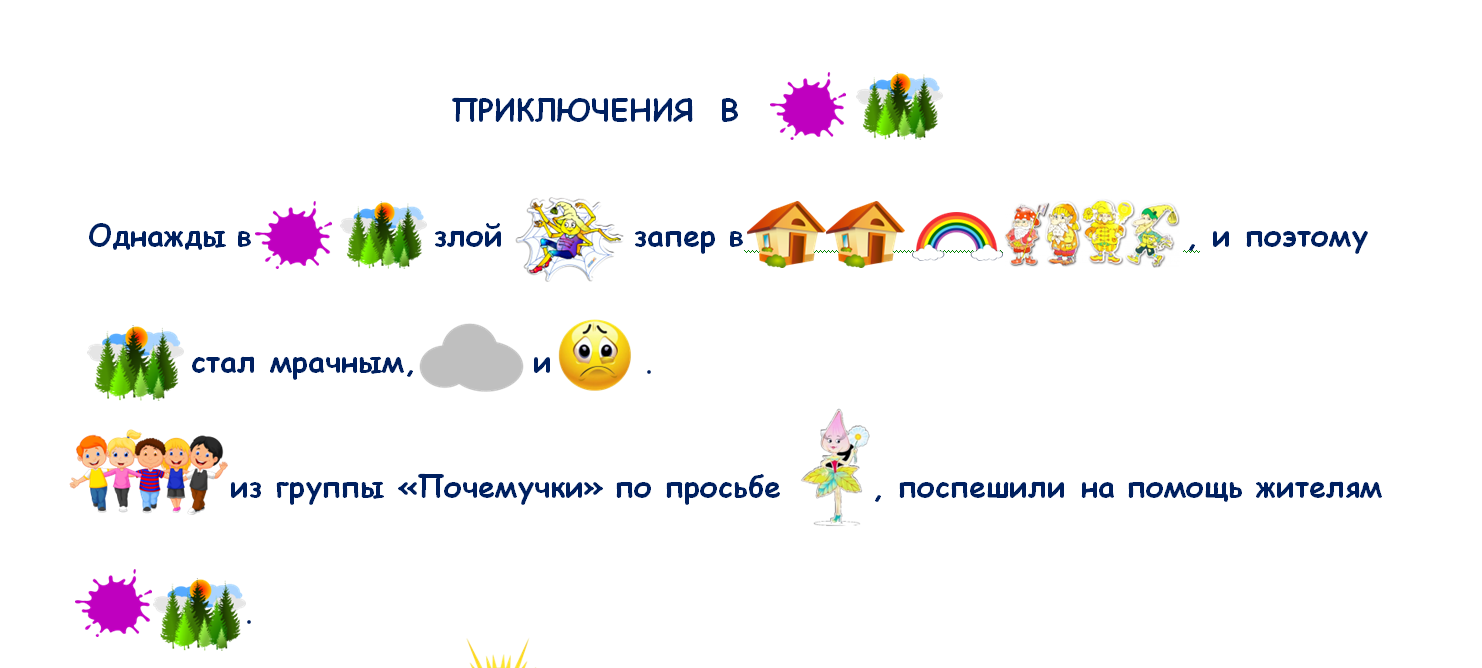 ПРИКЛЮЧЕНИЯ В
Однажды в злой запер в , и поэтому
стал мрачным, и .
из группы «Почемучки» по просьбе , поспешили на помощь жителям
.